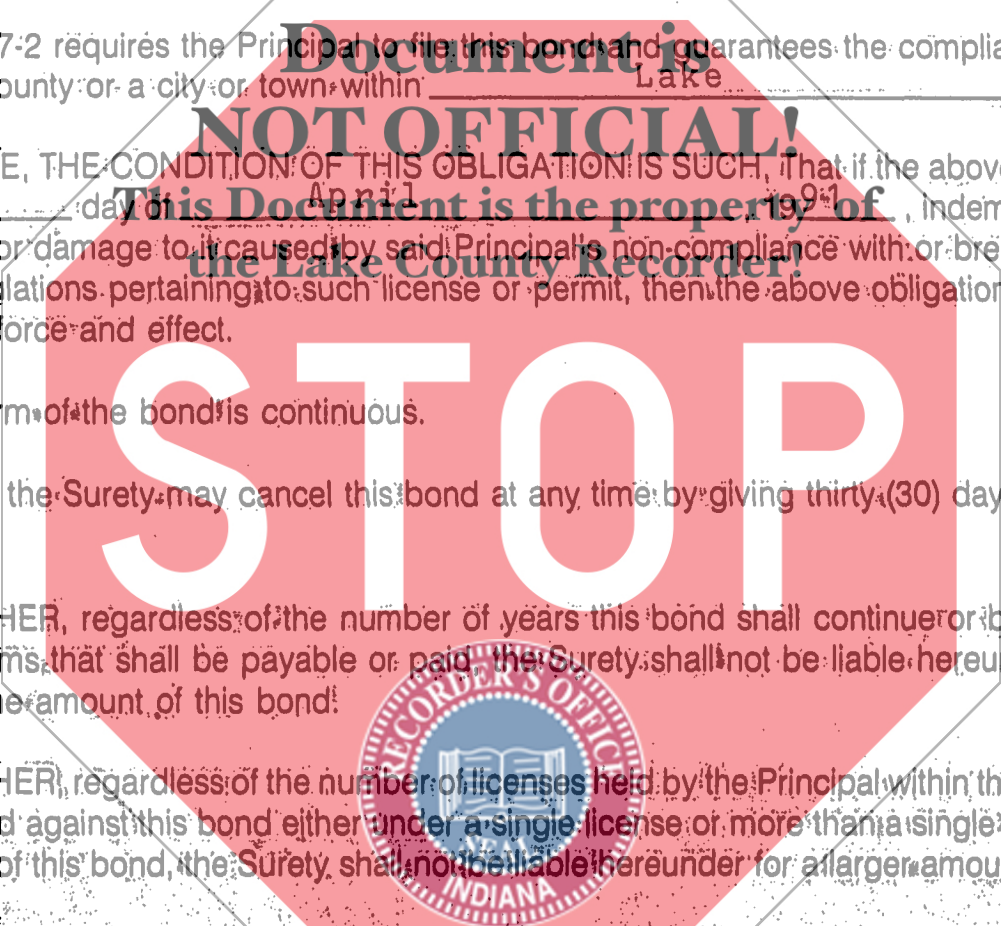 Document is
7-2 requires the Principal to file this bond and guarantees the complia
ounty or a city or town within Lake
NOT OFFICIAL!
E, THE CONDITION OF THIS OBLIGATION IS SUCH, That if the above
day of April 1991, indem
This Document is the property of
or damage to it caused by said Principal's non-compliance with or bre
the Lake County Recorder!
lations pertaining to such license or permit, then the above obligation
orce and effect.
STOP
rm of the bond is continuous.
the Surety may cancel this bond at any time by giving thirty (30) day
HER, regardless of the number of years this bond shall continue or b
ms that shall be payable or paid, the Surety shall not be liable hereu
e amount of this bond.
RECORDER'S OFFICE
HER, regardless of the number of licenses held by the Principal within th
d against this bond either under a single license or more than a single
of this bond, the Surety shall not be liable hereunder for a larger amou
SEAL
INDIANA